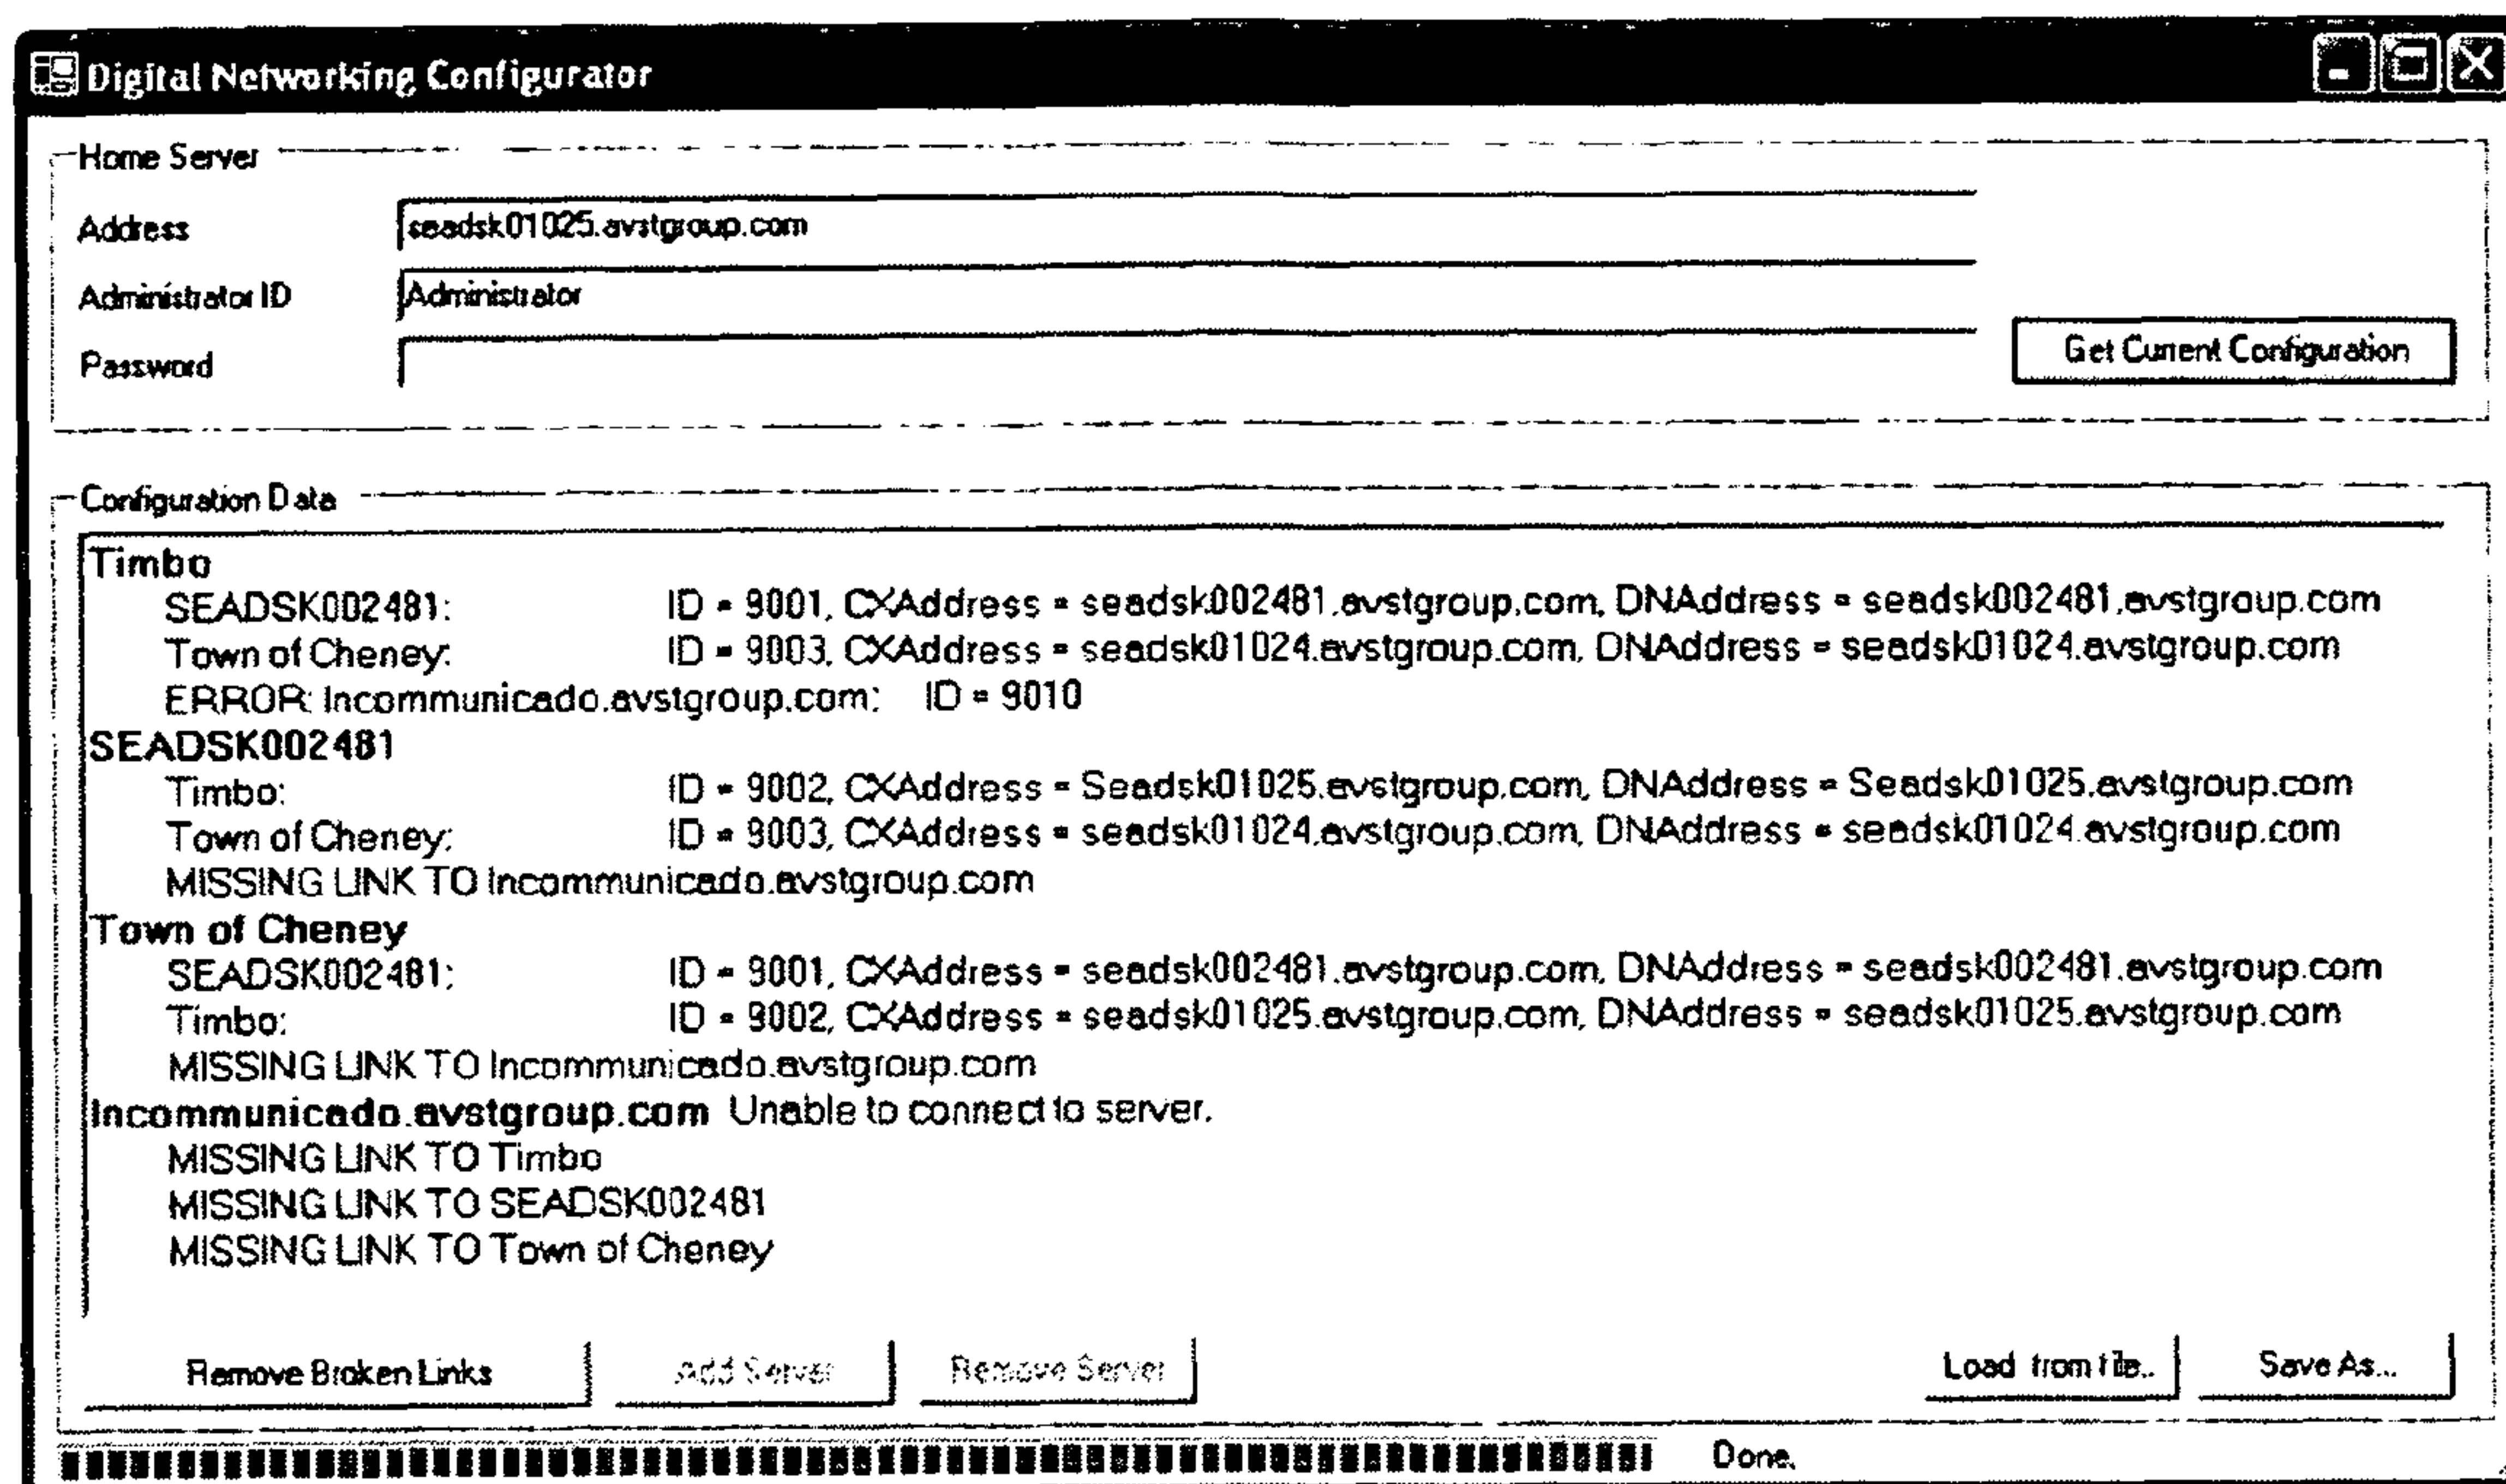 Digital Networking Configurator
Home Server
Address seadsk01025.avstgroup.com
Administrator ID Administrator
Password
Get Current Configuration
Configuration Data
Timbo
SEADSK002481: ID = 9001, CXAddress = seadsk002481.avstgroup.com, DNAddress = seadsk002481.avstgroup.com
Town of Cheney: ID = 9003, CXAddress = seadsk01024.avstgroup.com, DNAddress = seadsk01024.avstgroup.com
ERROR: Incommunicado.avstgroup.com: ID = 9010
SEADSK002481
Timbo: ID = 9002, CXAddress = Seadsk01025.avstgroup.com, DNAddress = Seadsk01025.avstgroup.com
Town of Cheney: ID = 9003, CXAddress = seadsk01024.avstgroup.com, DNAddress = seadsk01024.avstgroup.com
MISSING LINK TO Incommunicado.avstgroup.com
Town of Cheney
SEADSK002481: ID = 9001, CXAddress = seadsk002481.avstgroup.com, DNAddress = seadsk002481.avstgroup.com
Timbo: ID = 9002, CXAddress = seadsk01025.avstgroup.com, DNAddress = seadsk01025.avstgroup.com
MISSING LINK TO Incommunicado.avstgroup.com
Incommunicado.avstgroup.com Unable to connect to server.
MISSING LINK TO Timbo
MISSING LINK TO SEADSK002481
MISSING LINK TO Town of Cheney
Remove Broken Links Add Server Remove Server Load from file.. Save As...
Done.